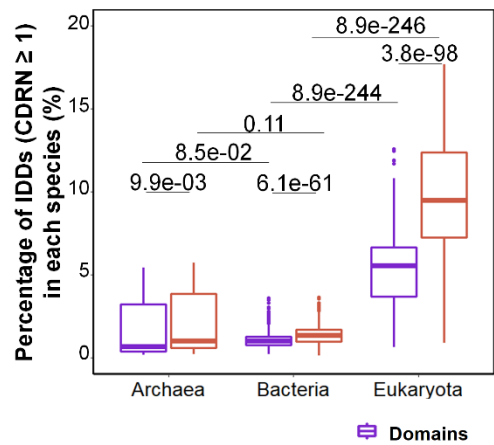 Percentage of IDDs (CDRN ≥ 1)
in each species (%)
20
15
10
5
0
8.9e-246
3.8e-98
8.9e-244
0.11
8.5e-02
9.9e-03
6.1e-61
Archaea
Bacteria
Eukaryota
Domains